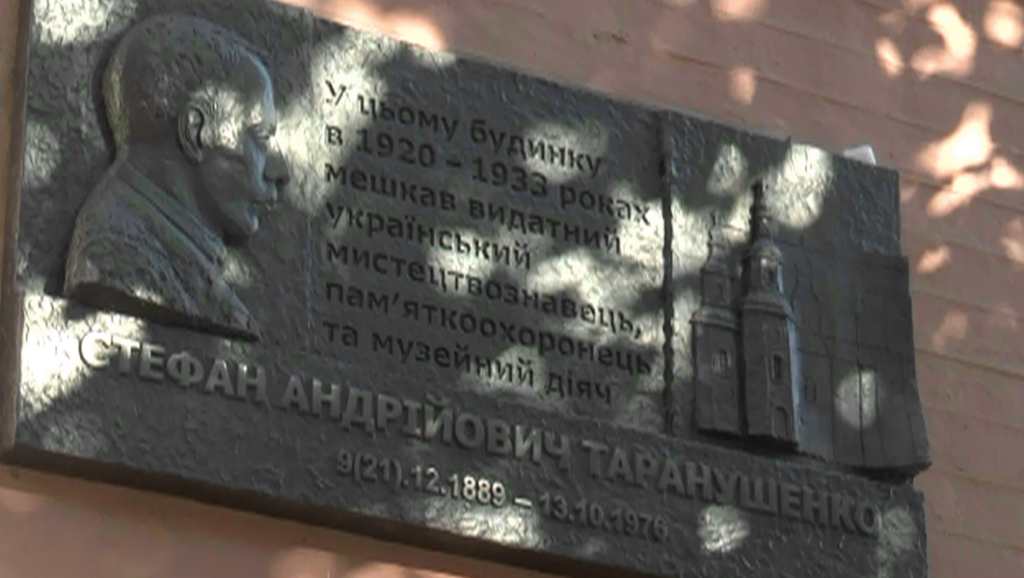 У цьому будинку
в 1920 – 1933 роках
мешкав видатний
український
мистецтвознавець,
пам'яткоохоронець
та музейний діяч
СТЕФАН АНДРІЙОВИЧ ТАРАНУШЕНКО
9(21).12.1889 – 13.10.1976